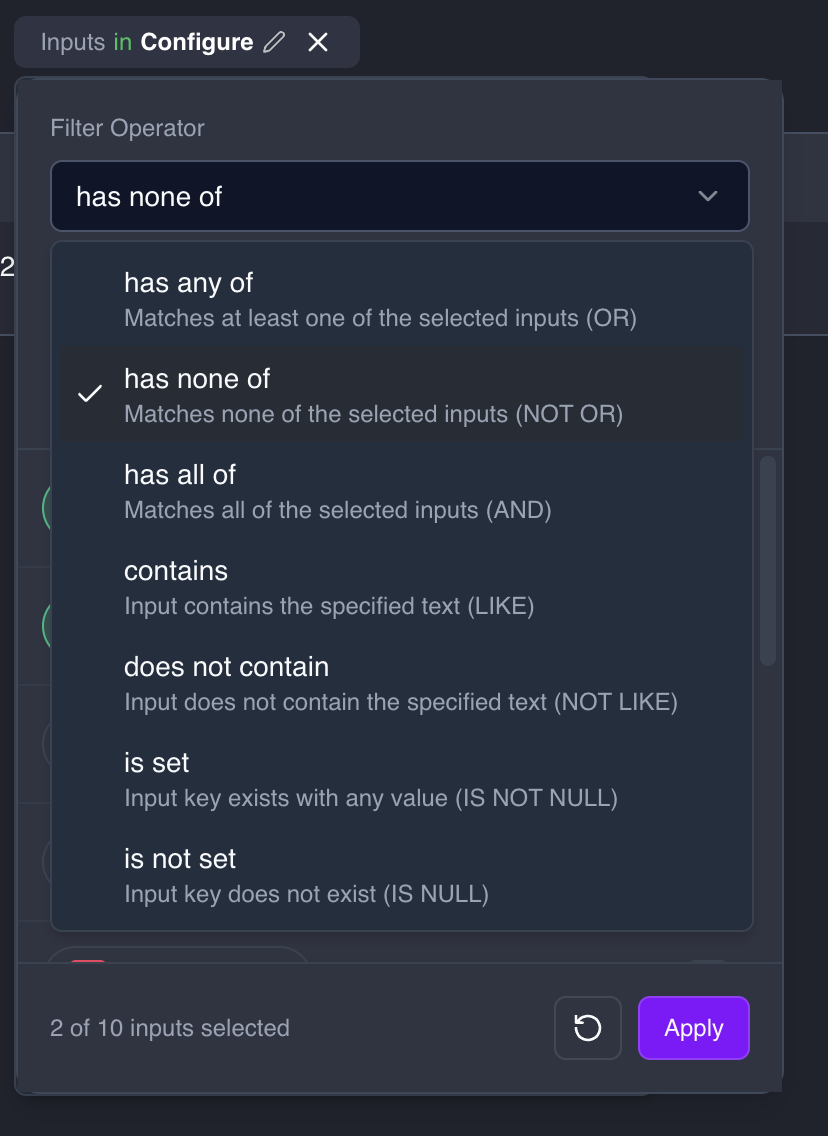 Inputs in Configure
Filter Operator
has none of
2
has any of
Matches at least one of the selected inputs (OR)
has none of
Matches none of the selected inputs (NOT OR)
has all of
Matches all of the selected inputs (AND)
contains
Input contains the specified text (LIKE)
does not contain
Input does not contain the specified text (NOT LIKE)
is set
Input key exists with any value (IS NOT NULL)
is not set
Input key does not exist (IS NULL)
2 of 10 inputs selected
Apply